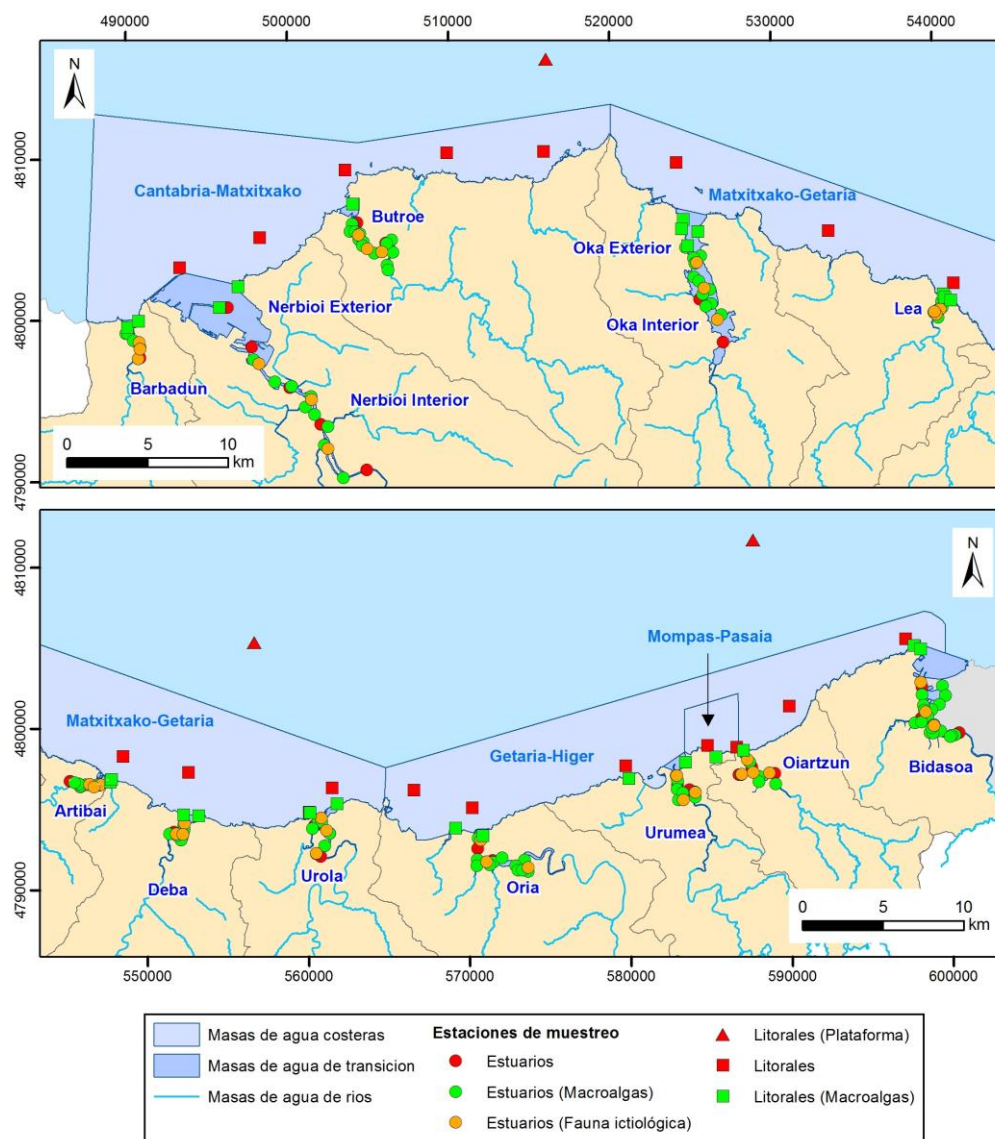 490000 500000 510000 520000 530000 540000
N
4810000
4800000
4790000
Cantabria-Matxitxako
Matxitxako-Getaria
Butroe
Oka Exterior
Nerbioi Exterior
Oka Interior
Lea
Barbadun
Nerbioi Interior
0 5 10
km
4810000
4800000
4790000
N
Mompas-Pasaia
Matxitxako-Getaria
Getaria-Higer
Artibai
Oiartzun
Bidasoa
Urumea
Deba
Urola
Oria
0 5 10
km
550000 560000 570000 580000 590000 600000
Masas de agua costeras
Masas de agua de transicion
Masas de agua de rios
Estaciones de muestreo
Estuarios
Estuarios (Macroalgas)
Estuarios (Fauna ictiológica)
Litorales (Plataforma)
Litorales
Litorales (Macroalgas)